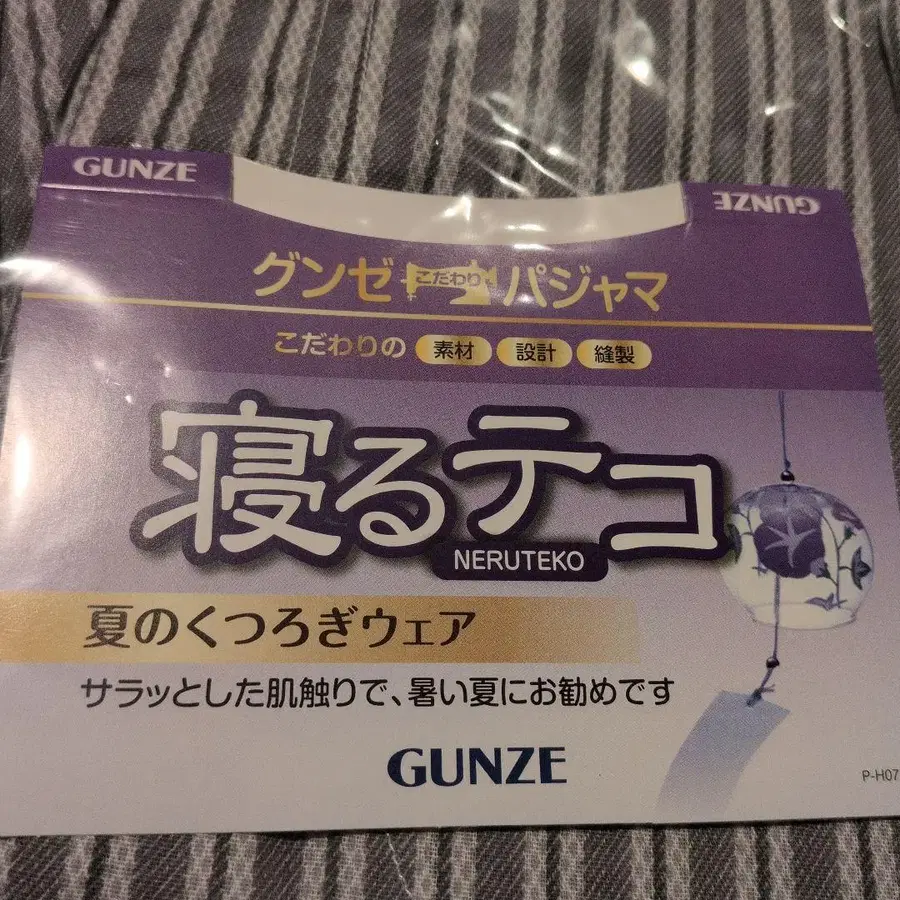 GUNZE
GUNZE
グンゼ こだわり パジャマ
こだわりの 素材 設計 縫製
寝るテコ
NERUTEKO
夏のくつろぎウェア
サラッとした肌触りで、暑い夏にお勧めです
GUNZE
P-H07